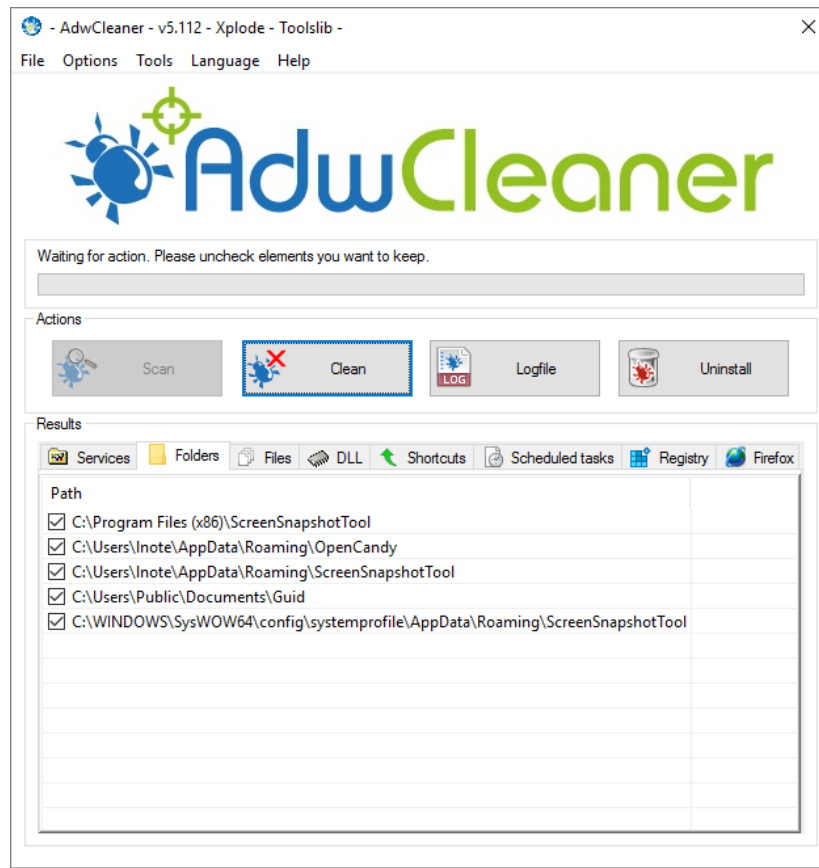 - AdwCleaner - v5.112 - Xplode - Toolslib -
File Options Tools Language Help
AdwCleaner
Waiting for action. Please uncheck elements you want to keep.
Actions
Scan Clean LOG Logfile Uninstall
Results
Services Folders Files DLL Shortcuts Scheduled tasks Registry Firefox
Path
C:\Program Files (x86)\ScreenSnapshotTool
C:\Users\Inote\AppData\Roaming\OpenCandy
C:\Users\Inote\AppData\Roaming\ScreenSnapshotTool
C:\Users\Public\Documents\Guid
C:\WINDOWS\SysWOW64\config\systemprofile\AppData\Roaming\ScreenSnapshotTool